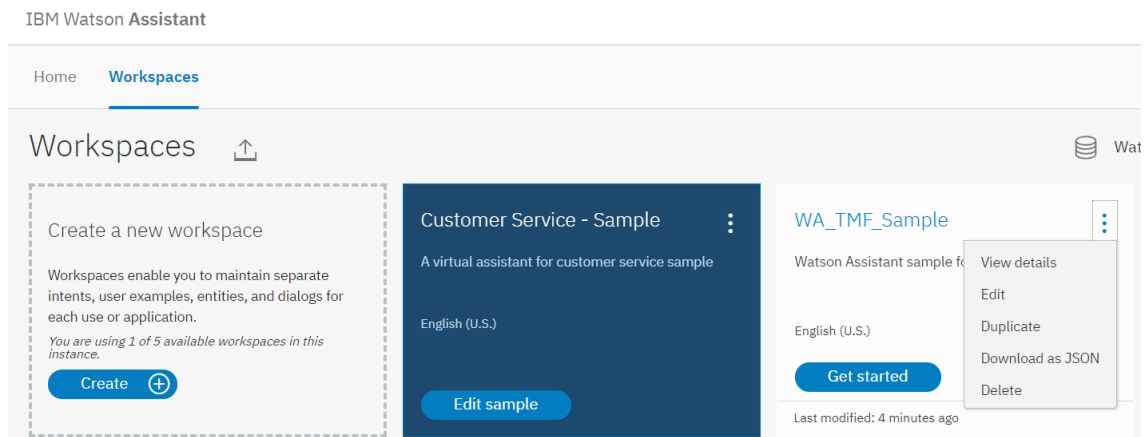 IBM Watson Assistant
Home
Workspaces
Workspaces
Wat
Create a new workspace
Workspaces enable you to maintain separate
intents, user examples, entities, and dialogs for
each use or application.
You are using 1 of 5 available workspaces in this
instance.
Create
Customer Service - Sample
A virtual assistant for customer service sample
English (U.S.)
Edit sample
WA_TMF_Sample
Watson Assistant sample fo
English (U.S.)
Get started
Last modified: 4 minutes ago
View details
Edit
Duplicate
Download as JSON
Delete